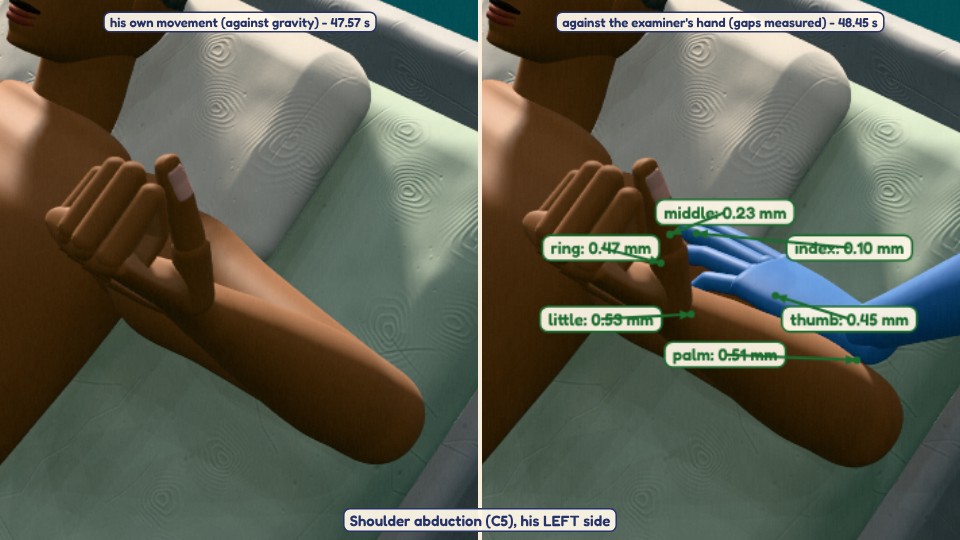 his own movement (against gravity) - 47.57 s
against the examiner's hand (gaps measured) - 48.45 s
middle: 0.23 mm
ring: 0.47 mm
index: 0.10 mm
little: 0.53 mm
thumb: 0.45 mm
palm: 0.51 mm
Shoulder abduction (C5), his LEFT side